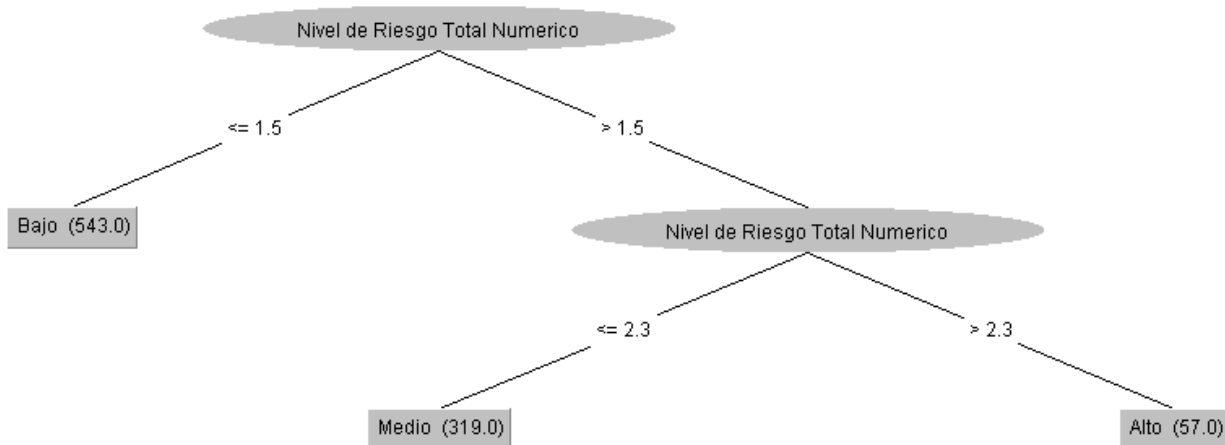 Nivel de Riesgo Total Numerico
<= 1.5
> 1.5
Bajo (543.0)
Nivel de Riesgo Total Numerico
<= 2.3
> 2.3
Medio (319.0)
Alto (57.0)